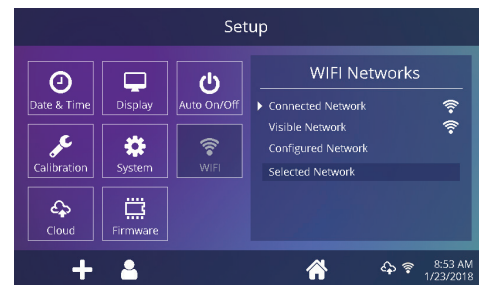 Setup
Date & Time
Display
Auto On/Off
Calibration
System
WIFI
Cloud
Firmware
WIFI Networks
Connected Network
Visible Network
Configured Network
Selected Network
8:53 AM
1/23/2018